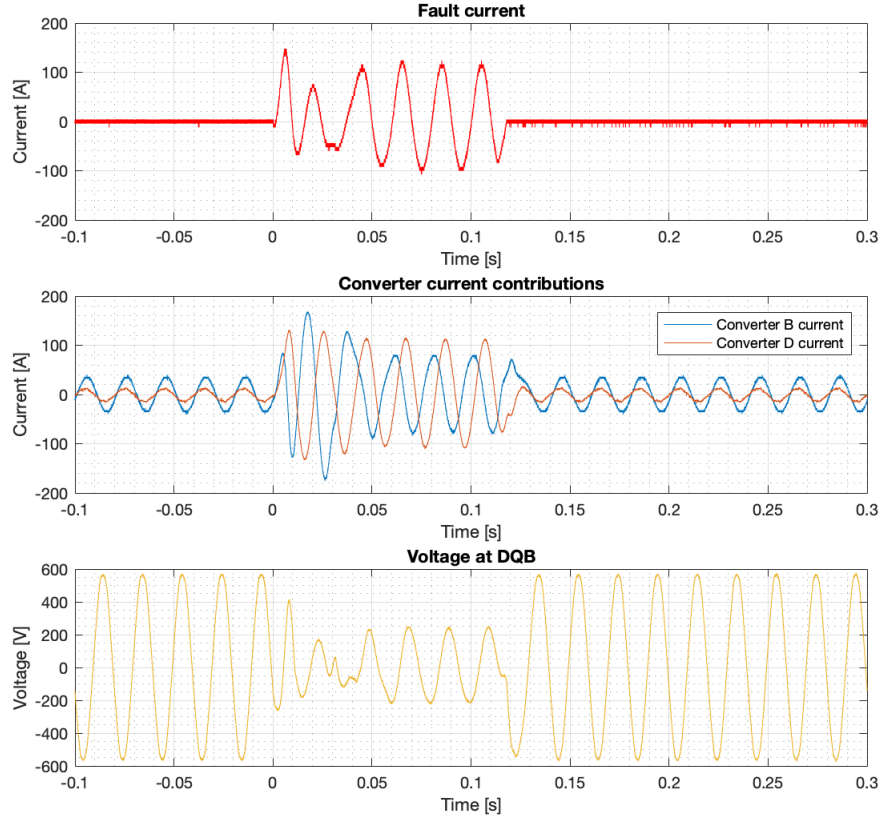 Fault current
200
100
0
-100
-200
Current [A]
-0.1 -0.05 0 0.05 0.1 0.15 0.2 0.25 0.3
Time [s]
Converter current contributions
200
100
0
-100
-200
Current [A]
Converter B current
Converter D current
-0.1 -0.05 0 0.05 0.1 0.15 0.2 0.25 0.3
Time [s]
Voltage at DQB
600
400
200
0
-200
-400
-600
Voltage [V]
-0.1 -0.05 0 0.05 0.1 0.15 0.2 0.25 0.3
Time [s]